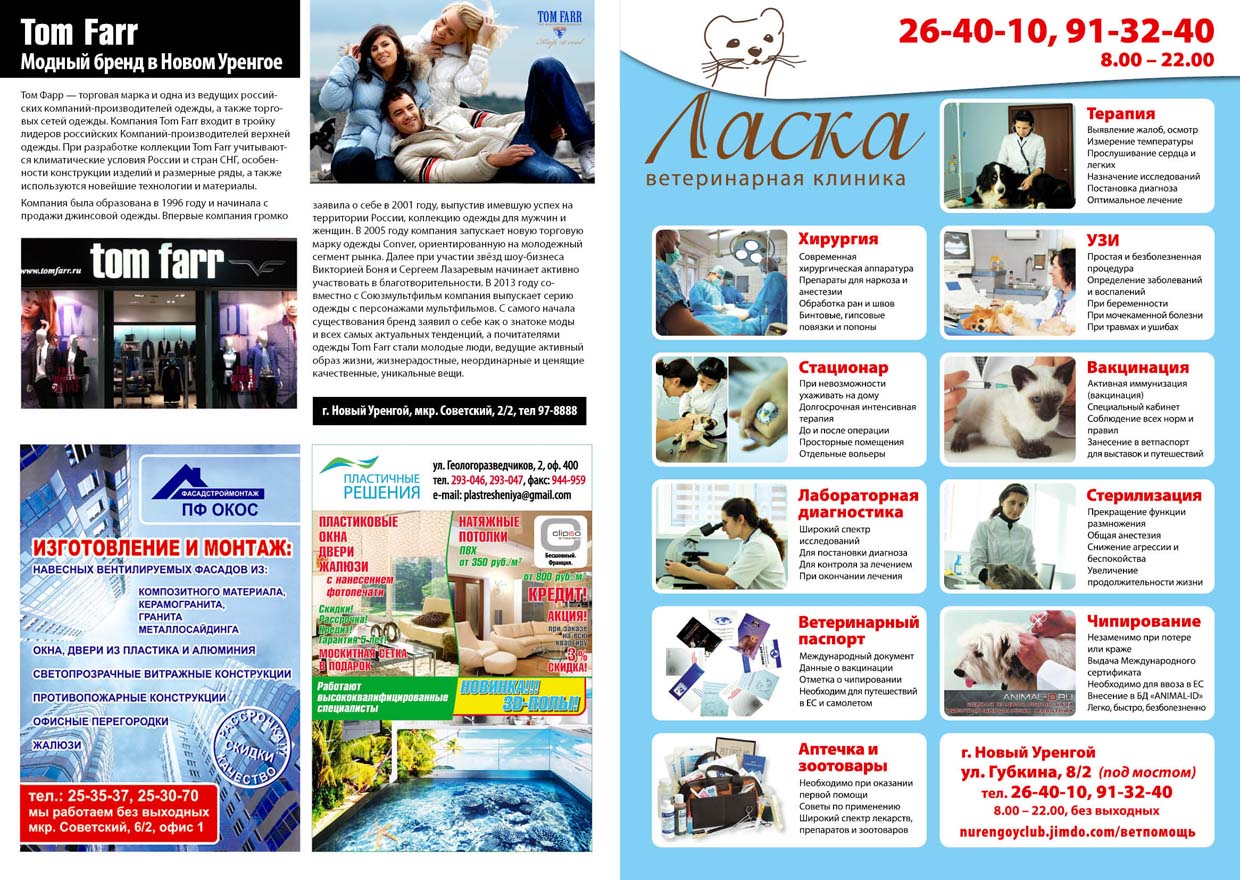 Tom Farr
Модный бренд в Новом Уренгое
Том Фарр — торговая марка и одна из ведущих россий-
ских компаний-производителей одежды, а также торго-
вых сетей одежды. Компания Tom Farr входит в тройку
лидеров российских Компаний-производителей верхней
одежды. При разработке коллекции Tom Farr учитывают-
ся климатические условия России и стран СНГ, особен-
ности конструкции изделий и размерные ряды, а также
используются новейшие технологии и материалы.
Компания была образована в 1996 году и начинала с
продажи джинсовой одежды. Впервые компания громко
www.tomfarr.ru
tom farr
TOM FARR
заявила о себе в 2001 году, выпустив имевшую успех на
территории России, коллекцию одежды для мужчин и
женщин. В 2005 году компания запускает новую торговую
марку одежды Conver, ориентированную на молодежный
сегмент рынка. Далее при участии звёзд шоу-бизнеса
Викторией Боня и Сергеем Лазаревым начинает активно
участвовать в благотворительности. В 2013 году со-
вместно с Союзмультфильм компания выпускает серию
одежды с персонажами мультфильмов. С самого начала
существования бренд заявил о себе как о знатоке моды
и всех самых актуальных тенденций, а почитателями
одежды Tom Farr стали молодые люди, ведущие активный
образ жизни, жизнерадостные, неординарные и ценящие
качественные, уникальные вещи.
г. Новый Уренгой, мкр. Советский, 2/2, тел 97-8888
ФАСАДСТРОЙМОНТАЖ
ПФ ОКОС
ИЗГОТОВЛЕНИЕ И МОНТАЖ:
НАВЕСНЫХ ВЕНТИЛИРУЕМЫХ ФАСАДОВ ИЗ:
КОМПОЗИТНОГО МАТЕРИАЛА,
КЕРАМОГРАНИТА,
ГРАНИТА
МЕТАЛЛОСАЙДИНГА
ОКНА, ДВЕРИ ИЗ ПЛАСТИКА И АЛЮМИНИЯ
СВЕТОПРОЗРАЧНЫЕ ВИТРАЖНЫЕ КОНСТРУКЦИИ
ПРОТИВОПОЖАРНЫЕ КОНСТРУКЦИИ
ОФИСНЫЕ ПЕРЕГОРОДКИ
ЖАЛЮЗИ
РАССРОЧКА
СКИДКИ
КАЧЕСТВО
тел.: 25-35-37, 25-30-70
мы работаем без выходных
мкр. Советский, 6/2, офис 1
ПЛАСТИЧНЫЕ
РЕШЕНИЯ
ул. Геологоразведчиков, 2, оф. 400
тел. 293-046, 293-047, факс: 944-959
e-mail: plastresheniya@gmail.com
ПЛАСТИКОВЫЕ
ОКНА
ДВЕРИ
ЖАЛЮЗИ
с нанесением
фотопечати
Скидки!
Рассрочка!
Кредит!
Гарантия 5 лет!
МОСКИТНАЯ СЕТКА
В ПОДАРОК
НАТЯЖНЫЕ
ПОТОЛКИ
ПВХ
от 350 руб./м²
clipso
Бесшовный.
Франция.
от 800 руб./м²
КРЕДИТ!
АКЦИЯ!
при заказе
на всю
квартиру
3%
СКИДКА!
Работают
высококвалифицированные
специалисты
НОВИНКА!!!
3D-ПОЛЫ!
26-40-10, 91-32-40
8.00 – 22.00
Ласка
ветеринарная клиника
Терапия
Выявление жалоб, осмотр
Измерение температуры
Прослушивание сердца и
легких
Назначение исследований
Постановка диагноза
Оптимальное лечение
Хирургия
Современная
хирургическая аппаратура
Препараты для наркоза и
анестезии
Обработка ран и швов
Бинтовые, гипсовые
повязки и попоны
УЗИ
Простая и безболезненная
процедура
Определение заболеваний
и воспалений
При беременности
При мочекаменной болезни
При травмах и ушибах
Стационар
При невозможности
ухаживать на дому
Долгосрочная интенсивная
терапия
До и после операции
Просторные помещения
Отдельные вольеры
Вакцинация
Активная иммунизация
(вакцинация)
Специальный кабинет
Соблюдение всех норм и
правил
Занесение в ветпаспорт
для выставок и путешествий
Лабораторная
диагностика
Широкий спектр
исследований
Для постановки диагноза
Для контроля за лечением
При окончании лечения
Стерилизация
Прекращение функции
размножения
Общая анестезия
Снижение агрессии и
беспокойства
Увеличение
продолжительности жизни
Ветеринарный
паспорт
Международный документ
Данные о вакцинации
Отметка о чипировании
Необходим для путешествий
в ЕС и самолетом
Чипирование
Незаменимо при потере
или краже
Выдача Международного
сертификата
Необходимо для ввоза в ЕС
Внесение в БД «ANIMAL-ID»
Легко, быстро, безболезненно
ANIMAL-ID.RU
Аптечка и
зоотовары
Необходимо при оказании
первой помощи
Советы по применению
Широкий спектр лекарств,
препаратов и зоотоваров
г. Новый Уренгой
ул. Губкина, 8/2 (под мостом)
тел. 26-40-10, 91-32-40
8.00 – 22.00, без выходных
nurengoyclub.jimdo.com/ветпомощь